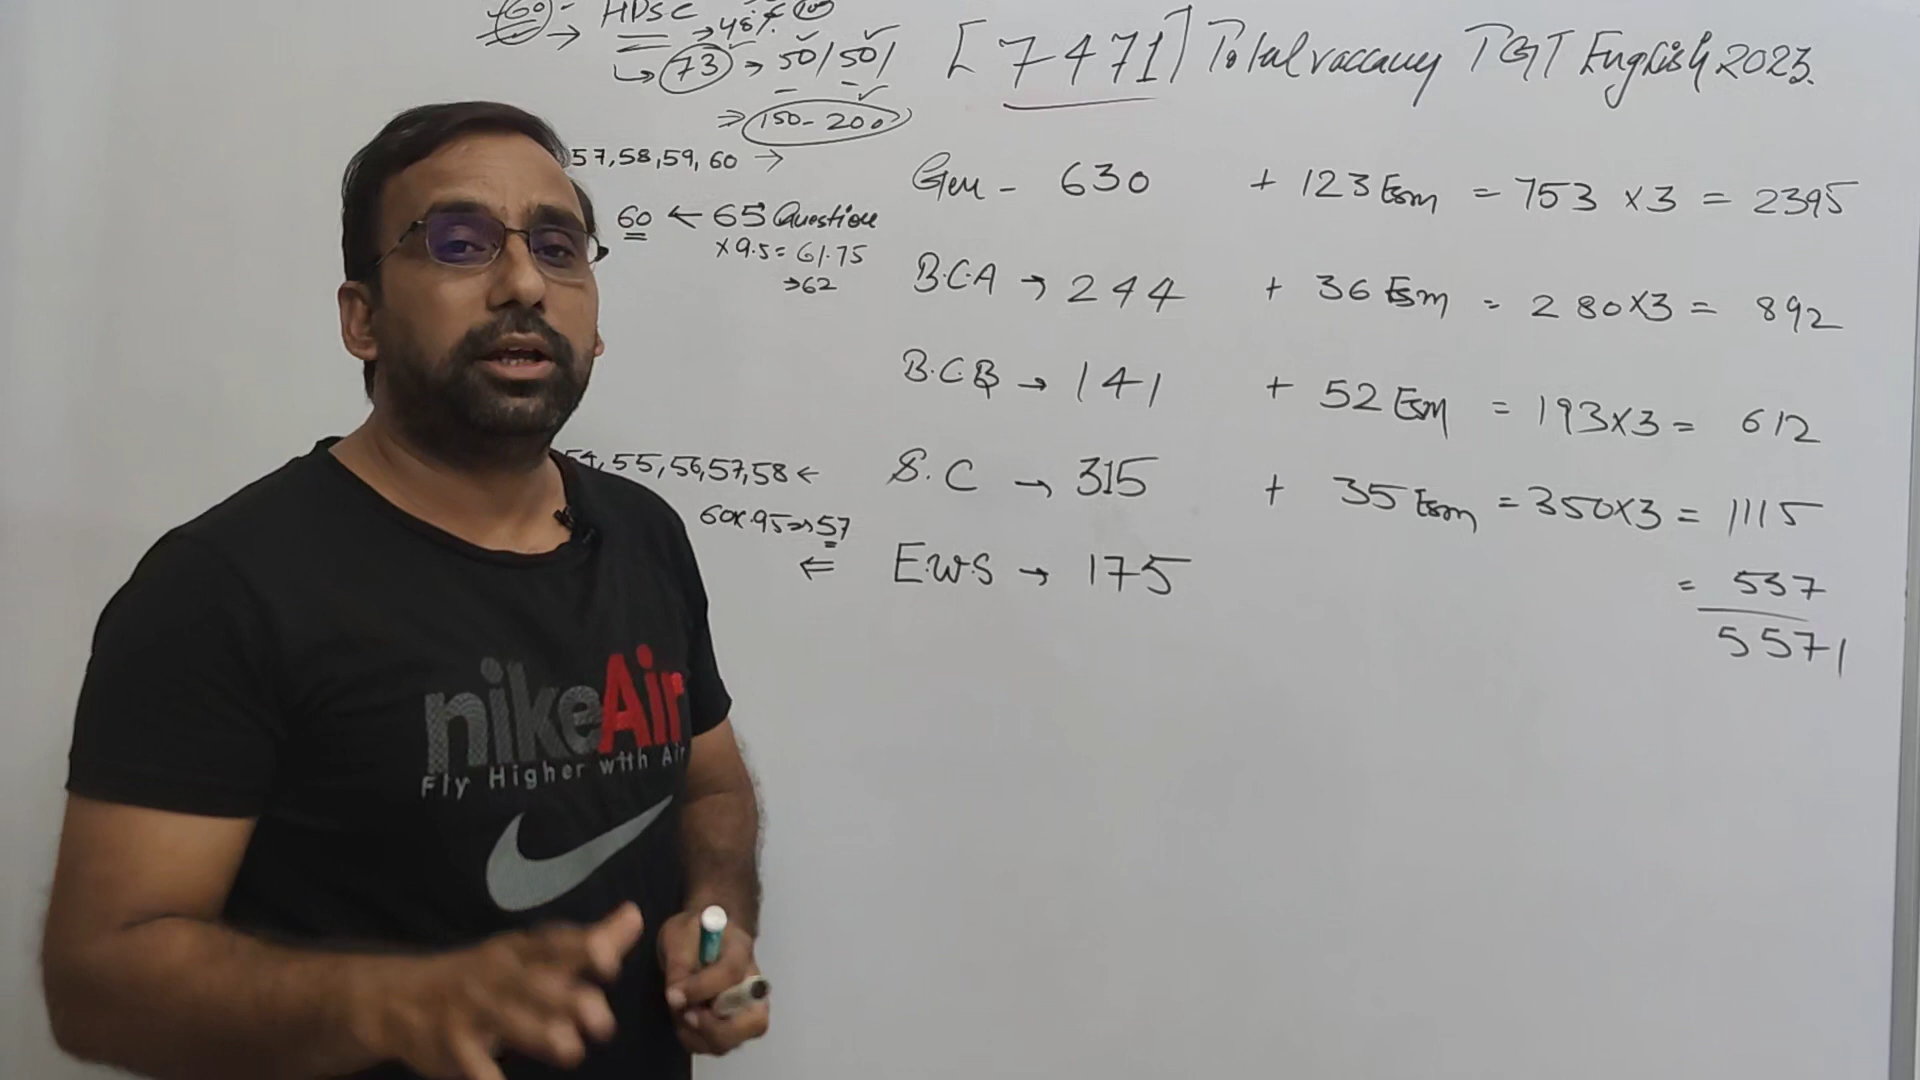 60 - HDSC → 48%
→ 73 → 50/50/
⇒ 150-200
[7471] Total vacancy TGT English 2023.
57,58,59,60 →
60 ← 65 Question
×9.5=61.75
→62
Gen - 630 + 123 Esm = 753 ×3 = 2395
B.C.A → 244 + 36 Esm = 280×3 = 892
B.C.B → 141 + 52 Esm = 193×3 = 612
54,55,56,57,58 ←
S.C → 315 + 35 Esm = 350×3 = 1115
60×.95⇒57
⇐ E.W.S → 175 = 537
5571
nikeAir
Fly Higher with Air